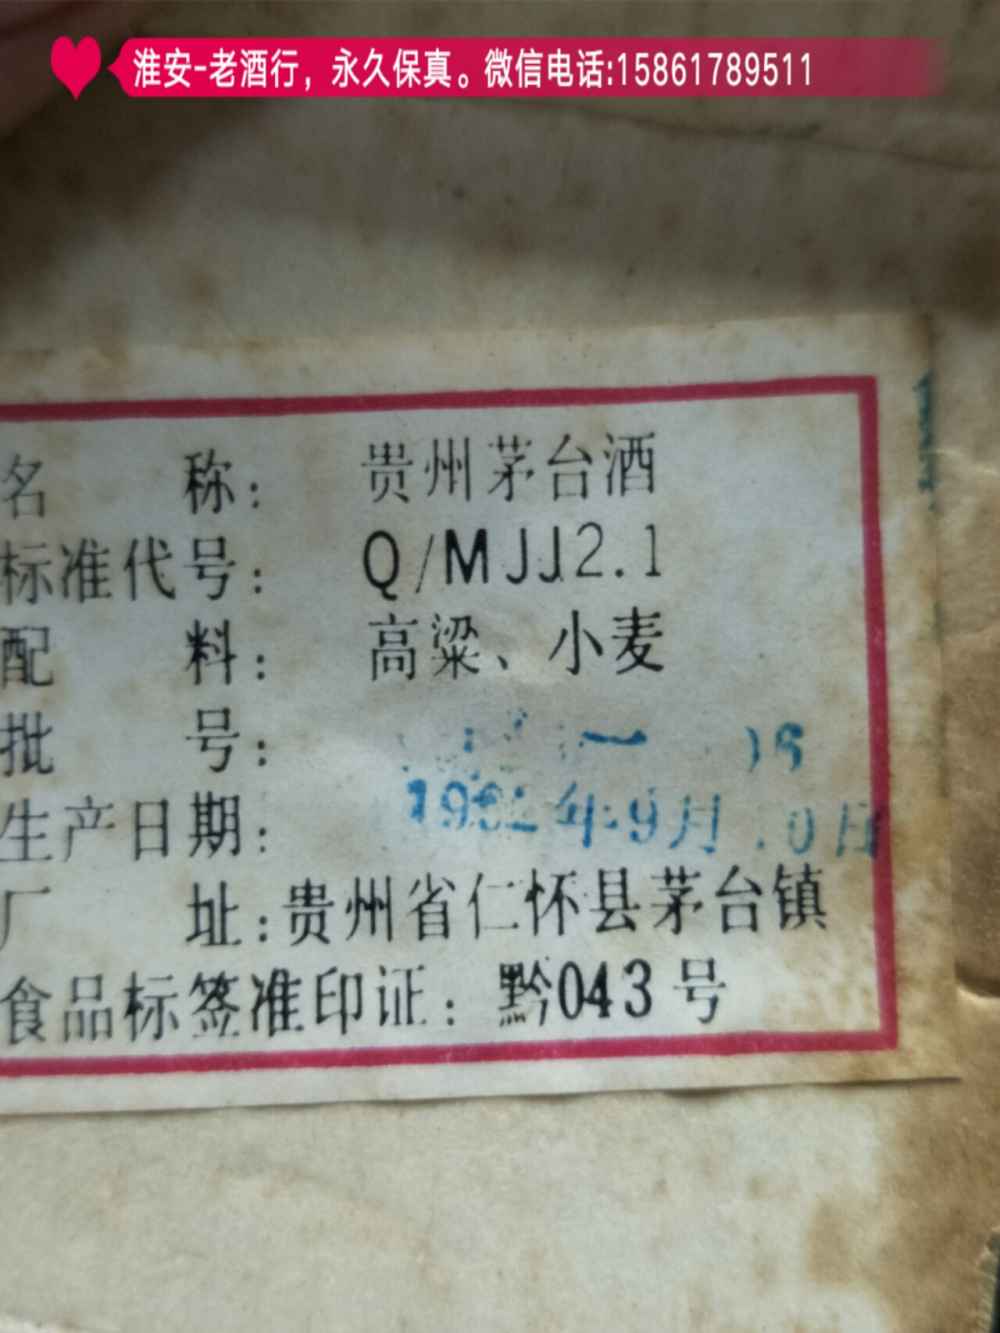 淮安-老酒行，永久保真。微信电话:15861789511
名称：贵州茅台酒
标准代号：Q/MJJ2.1
配料：高粱、小麦
批号：
生产日期：年9月
厂址：贵州省仁怀县茅台镇
食品标签准印证：黔043号